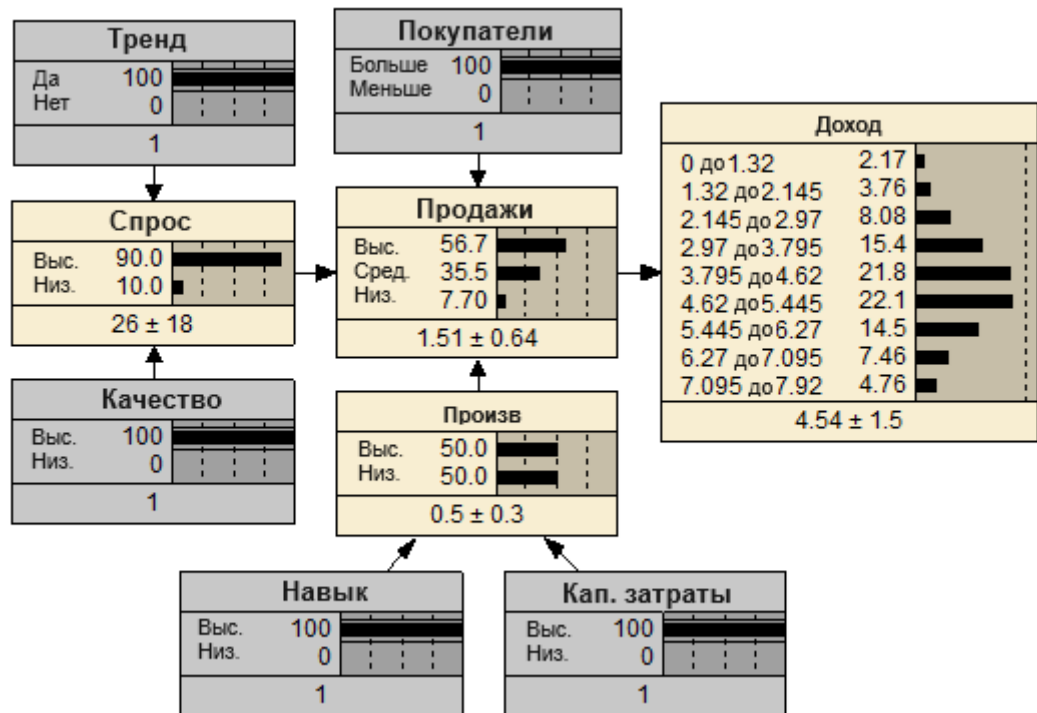 Тренд
Да 100
Нет 0
1
Покупатели
Больше 100
Меньше 0
1
Доход
0 до 1.32 2.17
1.32 до 2.145 3.76
2.145 до 2.97 8.08
2.97 до 3.795 15.4
3.795 до 4.62 21.8
4.62 до 5.445 22.1
5.445 до 6.27 14.5
6.27 до 7.095 7.46
7.095 до 7.92 4.76
4.54 ± 1.5
Спрос
Выс. 90.0
Низ. 10.0
26 ± 18
Продажи
Выс. 56.7
Сред. 35.5
Низ. 7.70
1.51 ± 0.64
Качество
Выс. 100
Низ. 0
1
Произв
Выс. 50.0
Низ. 50.0
0.5 ± 0.3
Навык
Выс. 100
Низ. 0
1
Кап. затраты
Выс. 100
Низ. 0
1